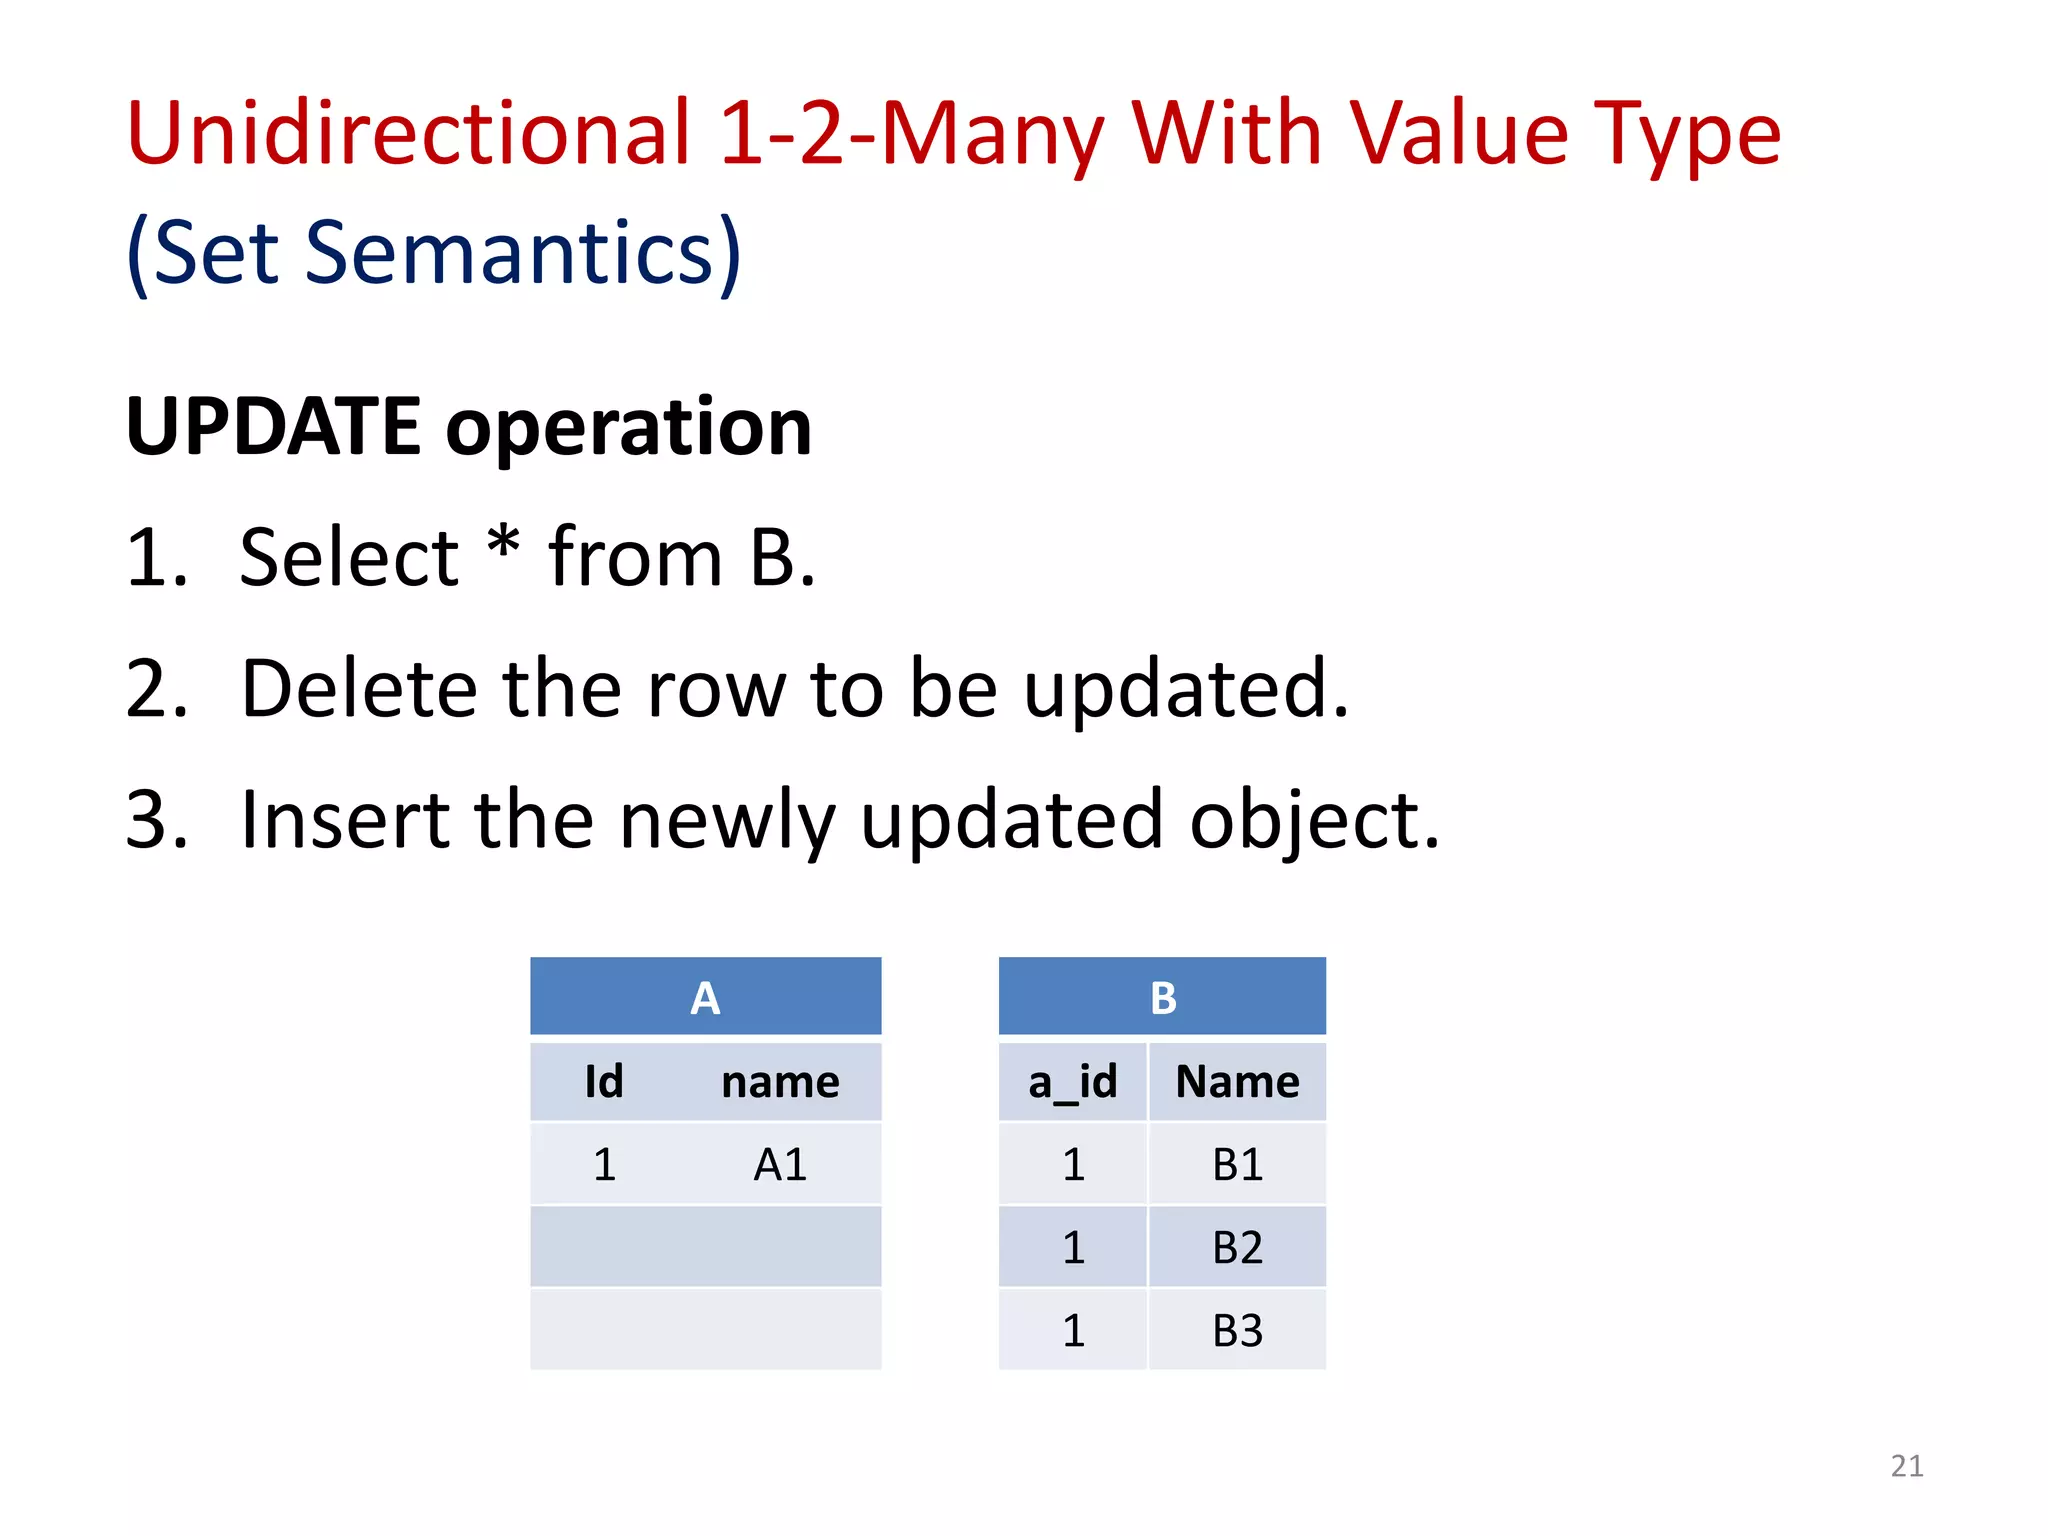 Unidirectional 1-2-Many With Value Type
(Set Semantics)
UPDATE operation
1. Select * from B.
2. Delete the row to be updated.
3. Insert the newly updated object.
A
Id name
1 A1
B
a_id Name
1 B1
1 B2
1 B3
21